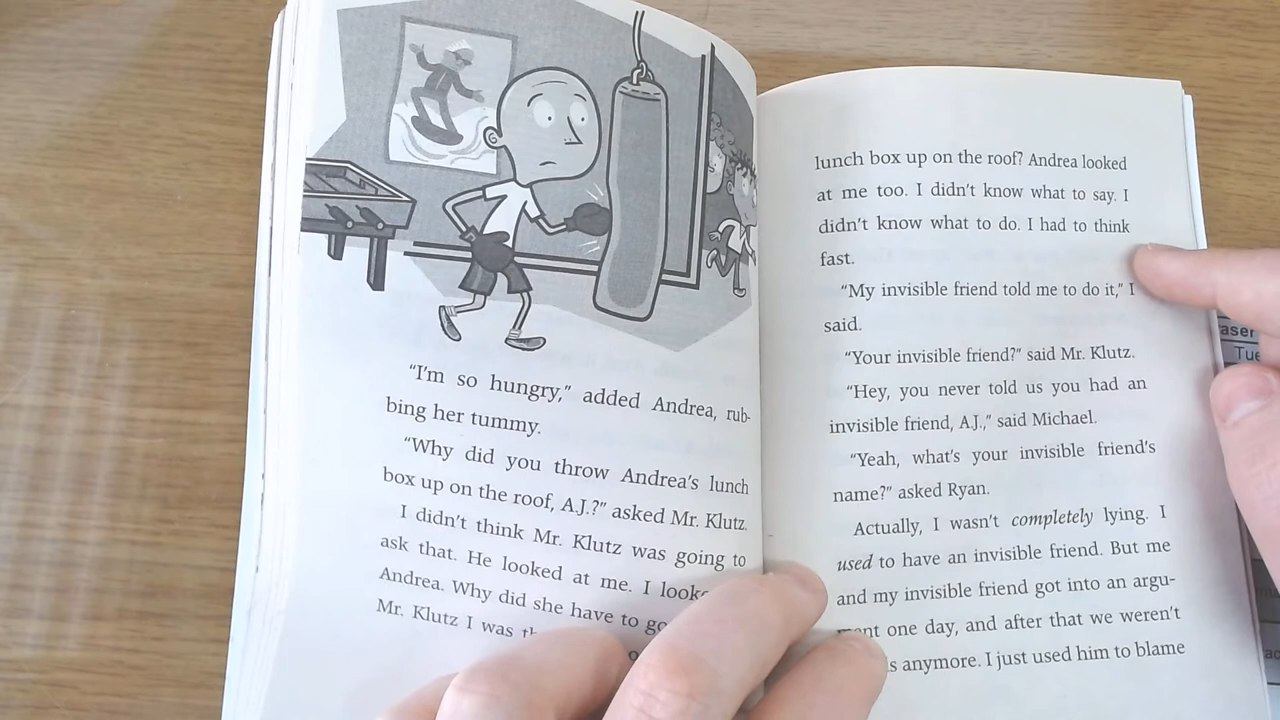 "I'm so hungry," added Andrea, rub-
bing her tummy.
"Why did you throw Andrea's lunch
box up on the roof, A.J.?" asked Mr. Klutz.
I didn't think Mr. Klutz was going to
ask that. He looked at me. I
Andrea. Why did she have to
Mr. Klutz I was
lunch box up on the roof? Andrea looked
at me too. I didn't know what to say. I
didn't know what to do. I had to think
fast.
"My invisible friend told me to do it," I
said.
"Your invisible friend?" said Mr. Klutz.
"Hey, you never told us you had an
invisible friend, A.J.," said Michael.
"Yeah, what's your invisible friend's
name?" asked Ryan.
Actually, I wasn't completely lying. I
used to have an invisible friend. But me
and my invisible friend got into an argu-
one day, and after that we weren't
anymore. I just used him to blame
Tue